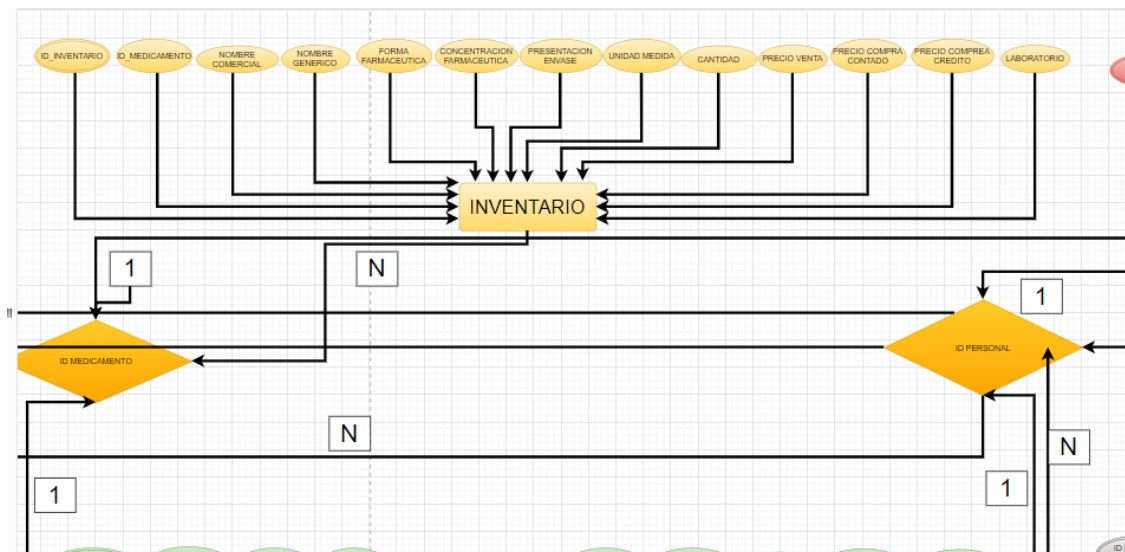 ID_INVENTARIO
ID_MEDICAMENTO
NOMBRE
COMERCIAL
NOMBRE
GENERICO
FORMA
FARMACEUTICA
CONCENTRACION
FARMACEUTICA
PRESENTACION
ENVASE
UNIDAD MEDIDA
CANTIDAD
PRECIO VENTA
PRECIO COMPRA
CONTADO
PRECIO COMPREA
CREDITO
LABORATORIO
INVENTARIO
1
N
1
ID MEDICAMENTO
ID PERSONAL
N
N
1
1